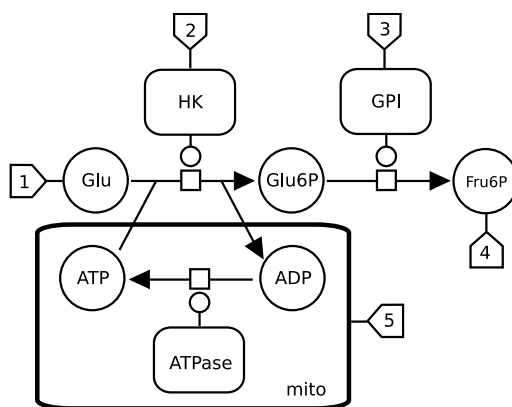 2
3
HK
GPI
1
Glu
Glu6P
Fru6P
4
ATP
ADP
5
ATPase
mito